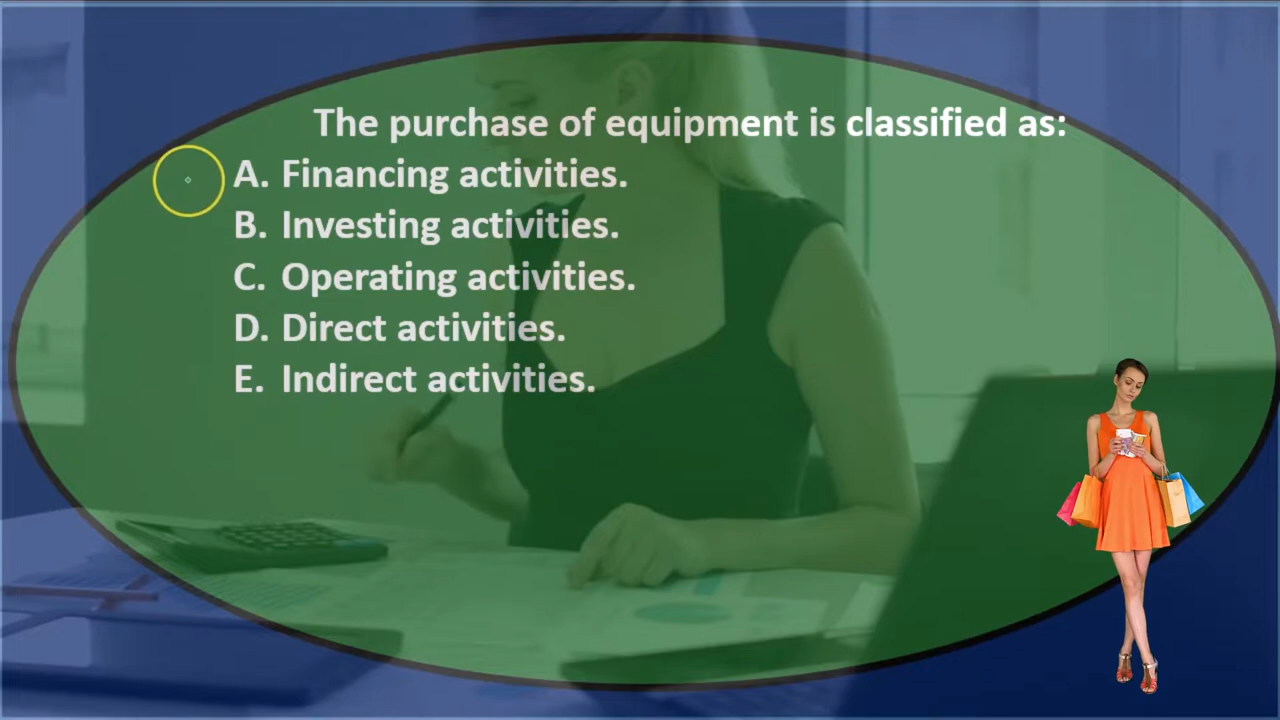 The purchase of equipment is classified as:
A. Financing activities.
B. Investing activities.
C. Operating activities.
D. Direct activities.
E. Indirect activities.